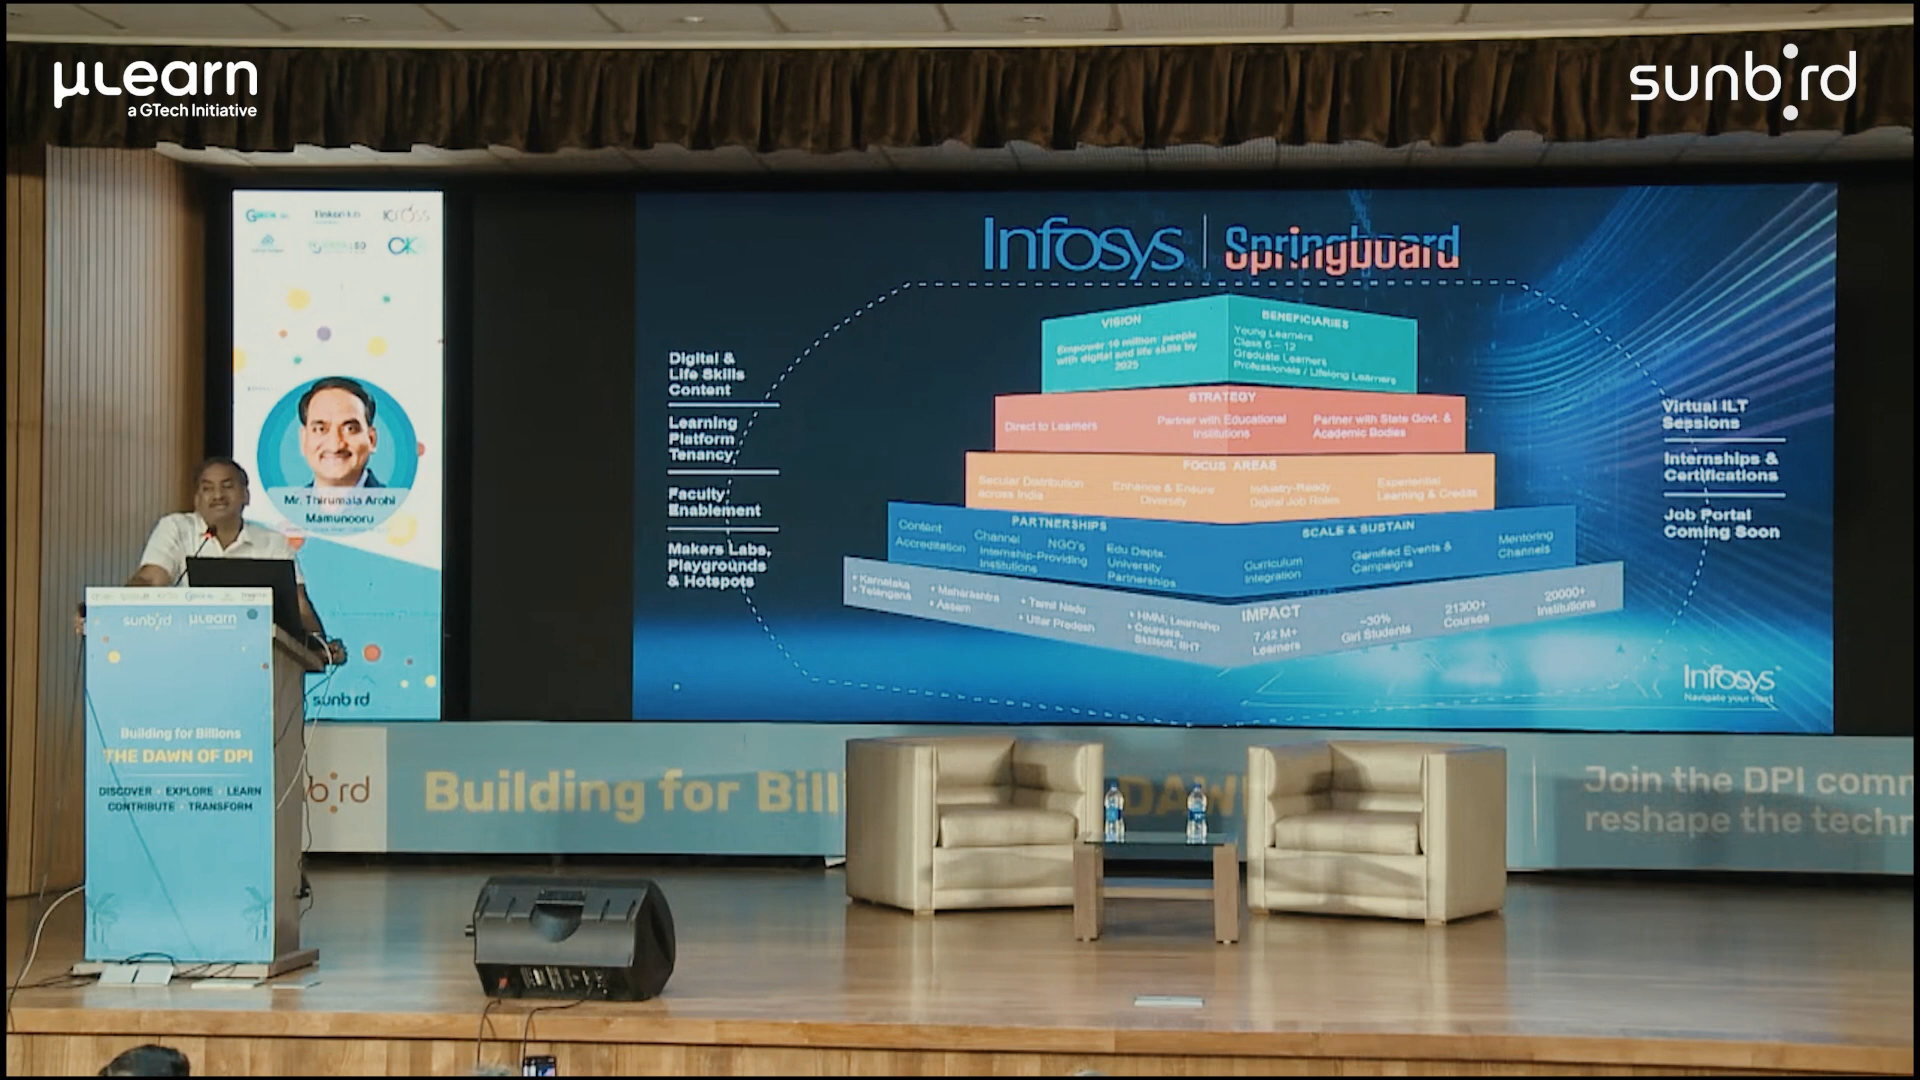 µLearn
a GTech Initiative
sunbird
Infosys | Springboard
Mr. Thirumala Arohi
Mamunooru
sunbird
Digital &
Life Skills
Content
Learning
Platform
Tenancy
Faculty
Enablement
Makers Labs,
Playgrounds
& Hotspots
VISION
Empower 10 million people
with digital and life skills by
2025
BENEFICIARIES
Young Learners
Class 6 – 12
Graduate Learners
Professionals / Lifelong Learners
STRATEGY
Direct to Learners
Partner with Educational
Institutions
Partner with State Govt. &
Academic Bodies
FOCUS AREAS
Secular Distribution
across India
Enhance & Ensure
Diversity
Industry-Ready
Digital Job Roles
Experiential
Learning & Credits
PARTNERSHIPS
Content
Accreditation
Channel
NGO's
Internship-Providing
Institutions
Edu Depts.
University
Partnerships
SCALE & SUSTAIN
Curriculum
Integration
Gamified Events &
Campaigns
Mentoring
Channels
• Karnataka
• Telangana
• Maharashtra
• Assam
• Tamil Nadu
• Uttar Pradesh
• HMM, Learnship
• Coursera,
Skillsoft,
IMPACT
7.42 M+
Learners
~30%
Girl Students
21300+
Courses
20000+
Institutions
Virtual ILT
Sessions
Internships &
Certifications
Job Portal
Coming Soon
Infosys
Navigate your next
sunbird | µLearn
Building for Billions
THE DAWN OF DPI
DISCOVER · EXPLORE · LEARN
CONTRIBUTE · TRANSFORM
bird
Building for Bill
DAW
Join the DPI comm
reshape the techn